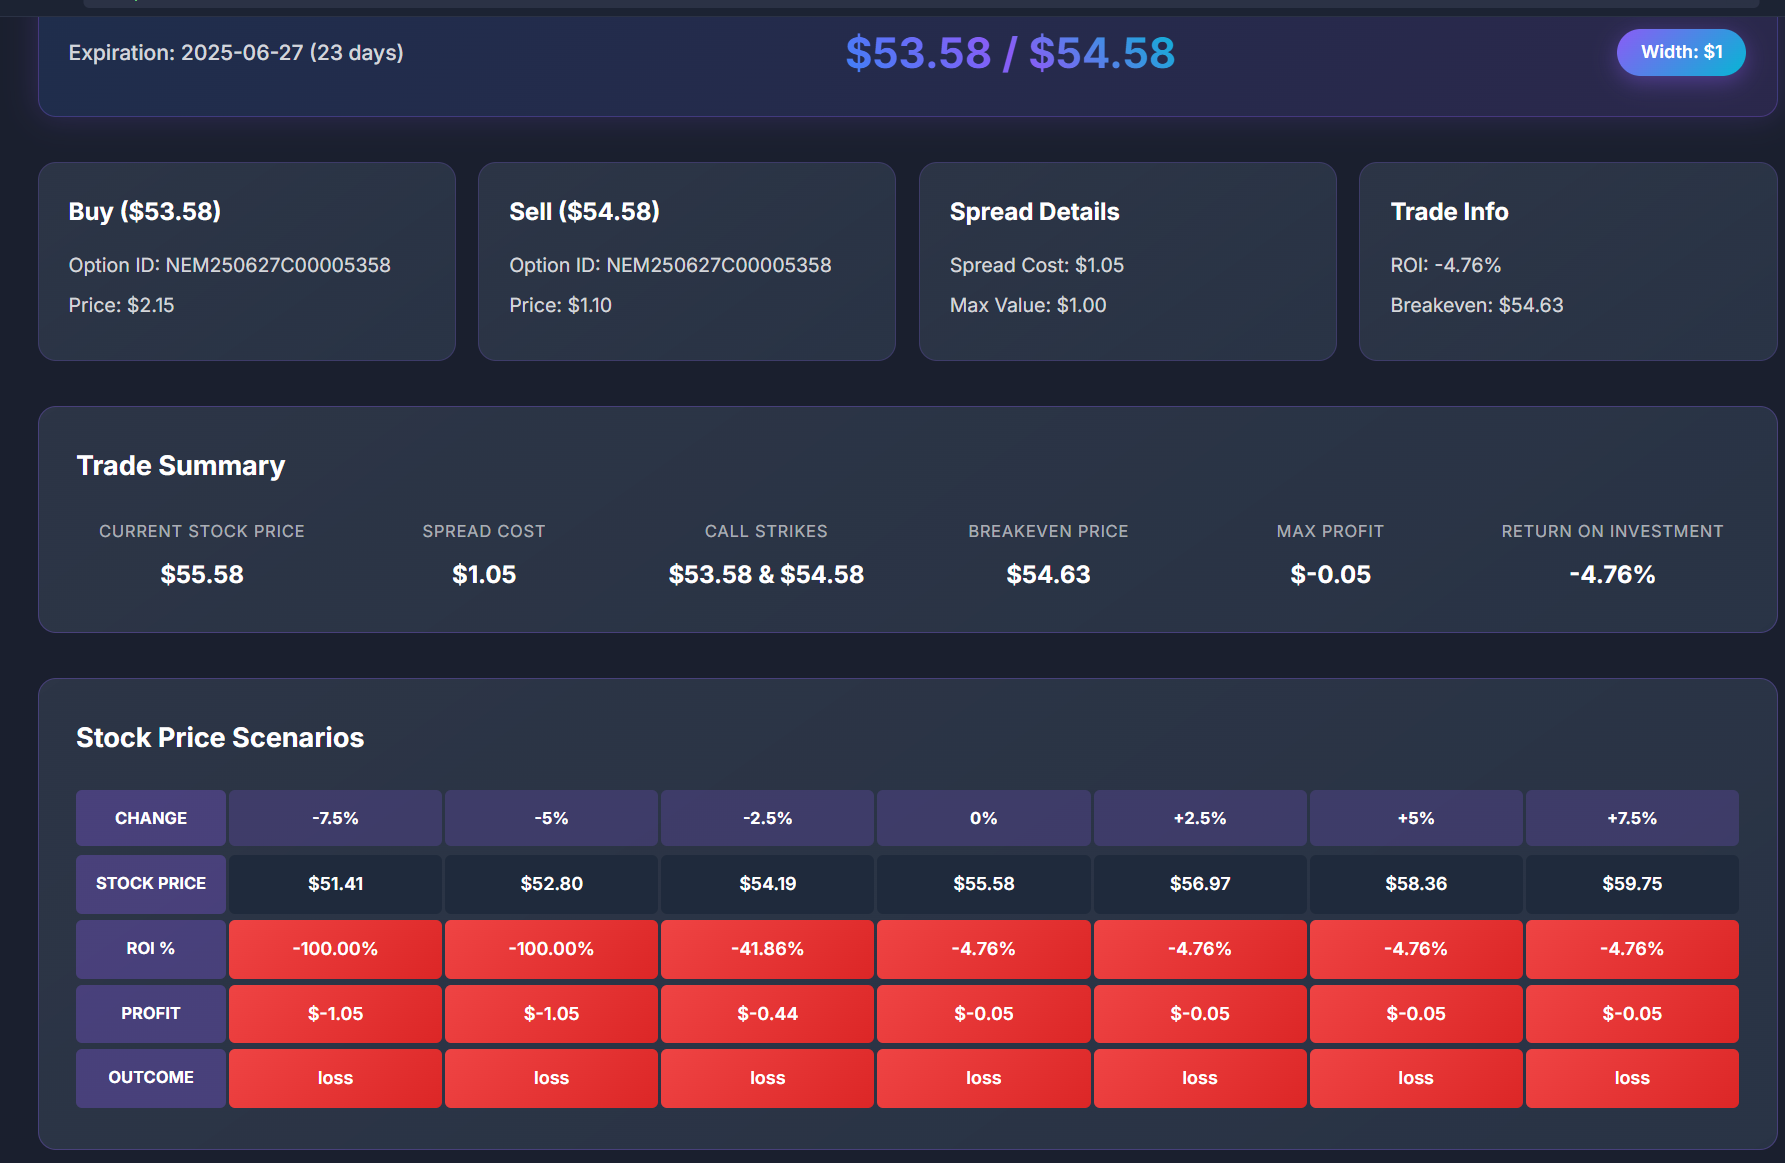 Expiration: 2025-06-27 (23 days)
$53.58 / $54.58
Width: $1
Buy ($53.58)
Option ID: NEM250627C00005358
Price: $2.15
Sell ($54.58)
Option ID: NEM250627C00005358
Price: $1.10
Spread Details
Spread Cost: $1.05
Max Value: $1.00
Trade Info
ROI: -4.76%
Breakeven: $54.63
Trade Summary
CURRENT STOCK PRICE
$55.58
SPREAD COST
$1.05
CALL STRIKES
$53.58 & $54.58
BREAKEVEN PRICE
$54.63
MAX PROFIT
$-0.05
RETURN ON INVESTMENT
-4.76%
Stock Price Scenarios
CHANGE -7.5% -5% -2.5% 0% +2.5% +5% +7.5%
STOCK PRICE $51.41 $52.80 $54.19 $55.58 $56.97 $58.36 $59.75
ROI % -100.00% -100.00% -41.86% -4.76% -4.76% -4.76% -4.76%
PROFIT $-1.05 $-1.05 $-0.44 $-0.05 $-0.05 $-0.05 $-0.05
OUTCOME loss loss loss loss loss loss loss